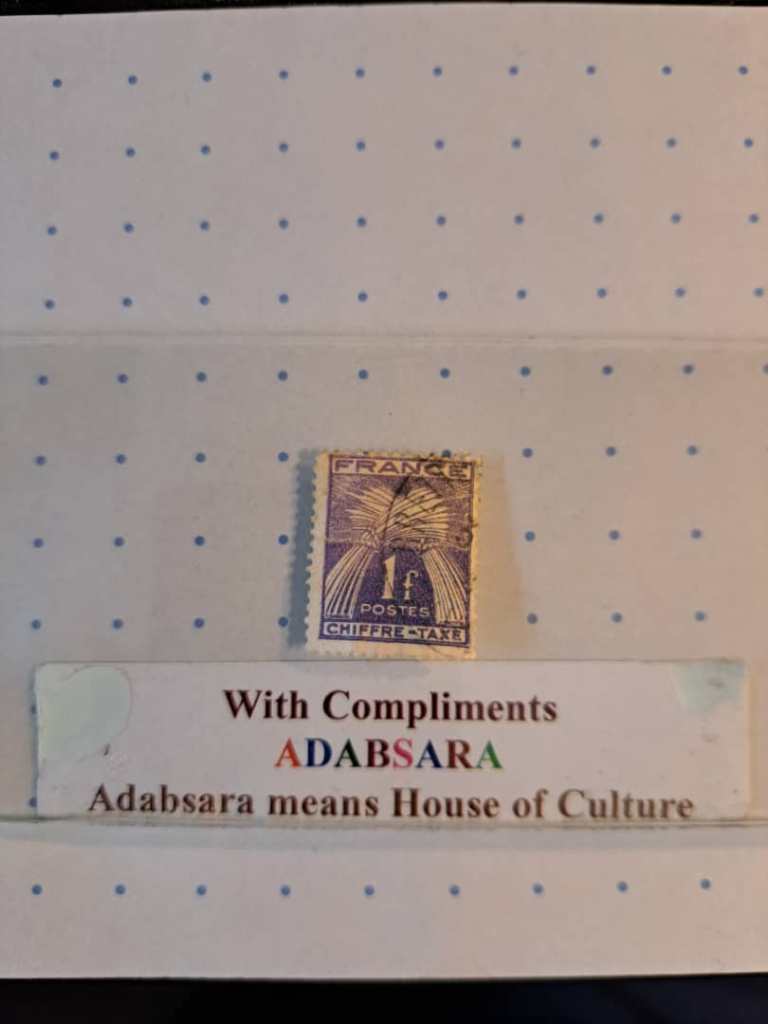 FRANCE
1f
POSTES
CHIFFRE-TAXE
With Compliments
ADABSARA
Adabsara means House of Culture